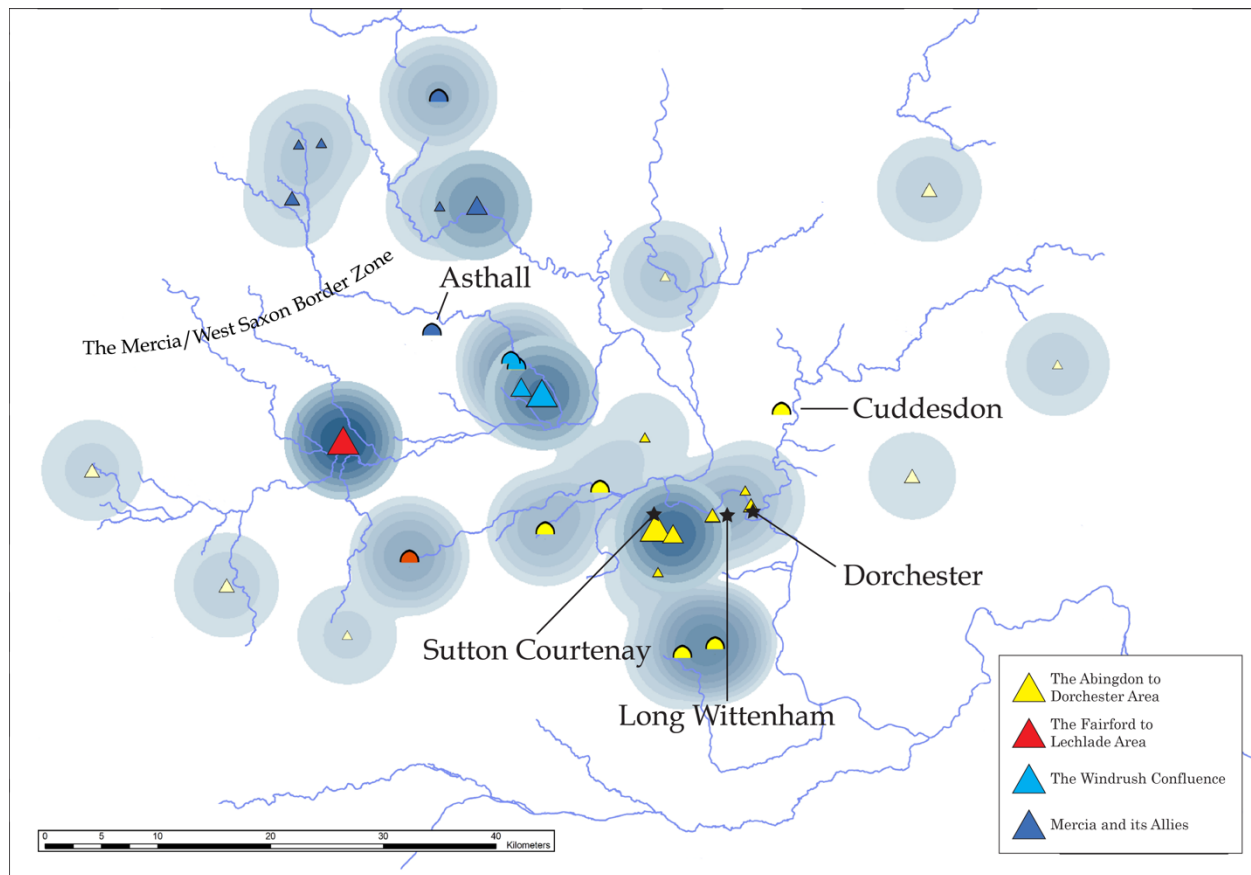 Asthall
The Mercia/West Saxon Border Zone
Cuddesdon
Dorchester
Sutton Courtenay
Long Wittenham
The Abingdon to
Dorchester Area
The Fairford to
Lechlade Area
The Windrush Confluence
Mercia and its Allies
0 5 10 20 30 40
Kilometers